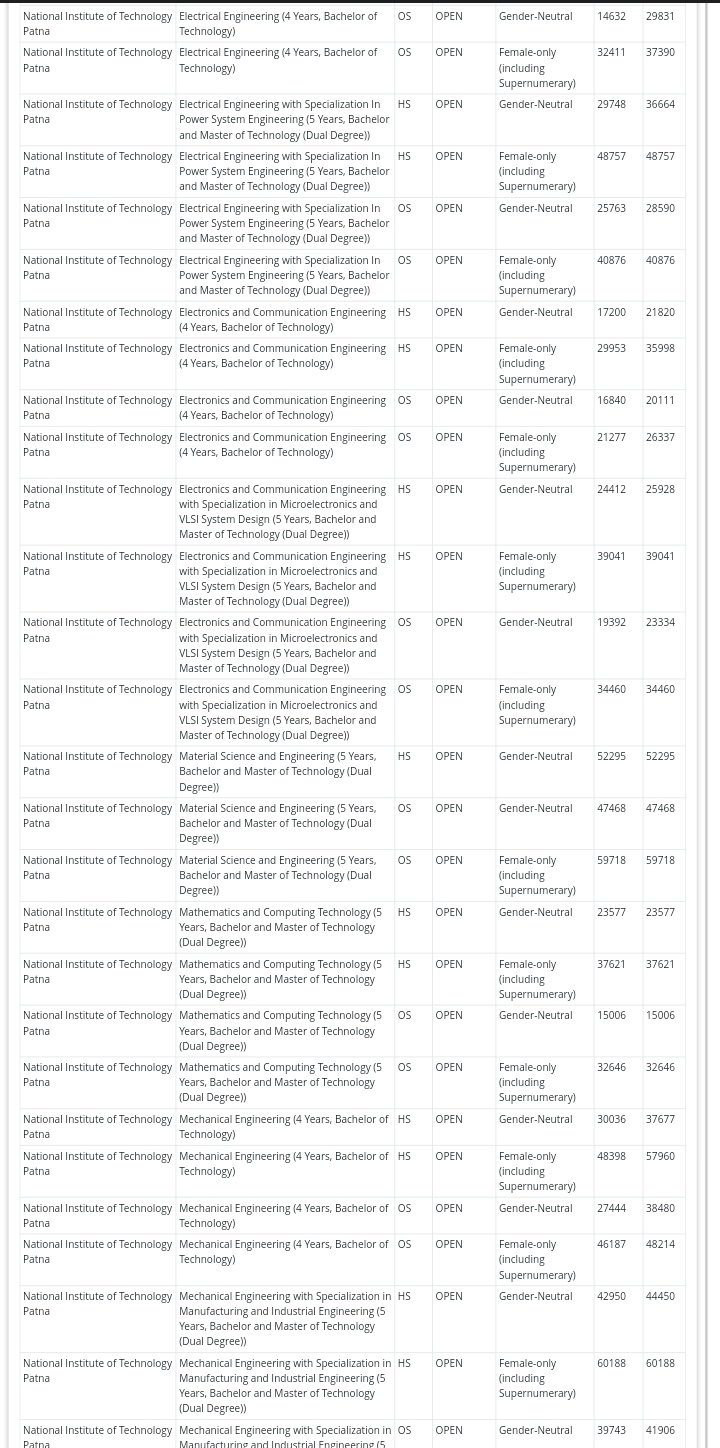 National Institute of Technology Patna Electrical Engineering (4 Years, Bachelor of Technology) OS OPEN Gender-Neutral 14632 29831
National Institute of Technology Patna Electrical Engineering (4 Years, Bachelor of Technology) OS OPEN Female-only (including Supernumerary) 32411 37390
National Institute of Technology Patna Electrical Engineering with Specialization In Power System Engineering (5 Years, Bachelor and Master of Technology (Dual Degree)) HS OPEN Gender-Neutral 29748 36664
National Institute of Technology Patna Electrical Engineering with Specialization In Power System Engineering (5 Years, Bachelor and Master of Technology (Dual Degree)) HS OPEN Female-only (including Supernumerary) 48757 48757
National Institute of Technology Patna Electrical Engineering with Specialization In Power System Engineering (5 Years, Bachelor and Master of Technology (Dual Degree)) OS OPEN Gender-Neutral 25763 28590
National Institute of Technology Patna Electrical Engineering with Specialization In Power System Engineering (5 Years, Bachelor and Master of Technology (Dual Degree)) OS OPEN Female-only (including Supernumerary) 40876 40876
National Institute of Technology Patna Electronics and Communication Engineering (4 Years, Bachelor of Technology) HS OPEN Gender-Neutral 17200 21820
National Institute of Technology Patna Electronics and Communication Engineering (4 Years, Bachelor of Technology) HS OPEN Female-only (including Supernumerary) 29953 35998
National Institute of Technology Patna Electronics and Communication Engineering (4 Years, Bachelor of Technology) OS OPEN Gender-Neutral 16840 20111
National Institute of Technology Patna Electronics and Communication Engineering (4 Years, Bachelor of Technology) OS OPEN Female-only (including Supernumerary) 21277 26337
National Institute of Technology Patna Electronics and Communication Engineering with Specialization in Microelectronics and VLSI System Design (5 Years, Bachelor and Master of Technology (Dual Degree)) HS OPEN Gender-Neutral 24412 25928
National Institute of Technology Patna Electronics and Communication Engineering with Specialization in Microelectronics and VLSI System Design (5 Years, Bachelor and Master of Technology (Dual Degree)) HS OPEN Female-only (including Supernumerary) 39041 39041
National Institute of Technology Patna Electronics and Communication Engineering with Specialization in Microelectronics and VLSI System Design (5 Years, Bachelor and Master of Technology (Dual Degree)) OS OPEN Gender-Neutral 19392 23334
National Institute of Technology Patna Electronics and Communication Engineering with Specialization in Microelectronics and VLSI System Design (5 Years, Bachelor and Master of Technology (Dual Degree)) OS OPEN Female-only (including Supernumerary) 34460 34460
National Institute of Technology Patna Material Science and Engineering (5 Years, Bachelor and Master of Technology (Dual Degree)) HS OPEN Gender-Neutral 52295 52295
National Institute of Technology Patna Material Science and Engineering (5 Years, Bachelor and Master of Technology (Dual Degree)) OS OPEN Gender-Neutral 47468 47468
National Institute of Technology Patna Material Science and Engineering (5 Years, Bachelor and Master of Technology (Dual Degree)) OS OPEN Female-only (including Supernumerary) 59718 59718
National Institute of Technology Patna Mathematics and Computing Technology (5 Years, Bachelor and Master of Technology (Dual Degree)) HS OPEN Gender-Neutral 23577 23577
National Institute of Technology Patna Mathematics and Computing Technology (5 Years, Bachelor and Master of Technology (Dual Degree)) HS OPEN Female-only (including Supernumerary) 37621 37621
National Institute of Technology Patna Mathematics and Computing Technology (5 Years, Bachelor and Master of Technology (Dual Degree)) OS OPEN Gender-Neutral 15006 15006
National Institute of Technology Patna Mathematics and Computing Technology (5 Years, Bachelor and Master of Technology (Dual Degree)) OS OPEN Female-only (including Supernumerary) 32646 32646
National Institute of Technology Patna Mechanical Engineering (4 Years, Bachelor of Technology) HS OPEN Gender-Neutral 30036 37677
National Institute of Technology Patna Mechanical Engineering (4 Years, Bachelor of Technology) HS OPEN Female-only (including Supernumerary) 48398 57960
National Institute of Technology Patna Mechanical Engineering (4 Years, Bachelor of Technology) OS OPEN Gender-Neutral 27444 38480
National Institute of Technology Patna Mechanical Engineering (4 Years, Bachelor of Technology) OS OPEN Female-only (including Supernumerary) 46187 48214
National Institute of Technology Patna Mechanical Engineering with Specialization in Manufacturing and Industrial Engineering (5 Years, Bachelor and Master of Technology (Dual Degree)) HS OPEN Gender-Neutral 42950 44450
National Institute of Technology Patna Mechanical Engineering with Specialization in Manufacturing and Industrial Engineering (5 Years, Bachelor and Master of Technology (Dual Degree)) HS OPEN Female-only (including Supernumerary) 60188 60188
National Institute of Technology Patna Mechanical Engineering with Specialization in Manufacturing and Industrial Engineering (5 OS OPEN Gender-Neutral 39743 41906